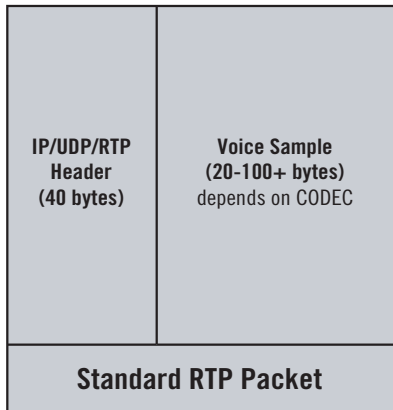 IP/UDP/RTP
Header
(40 bytes)
Voice Sample
(20-100+ bytes)
depends on CODEC
Standard RTP Packet